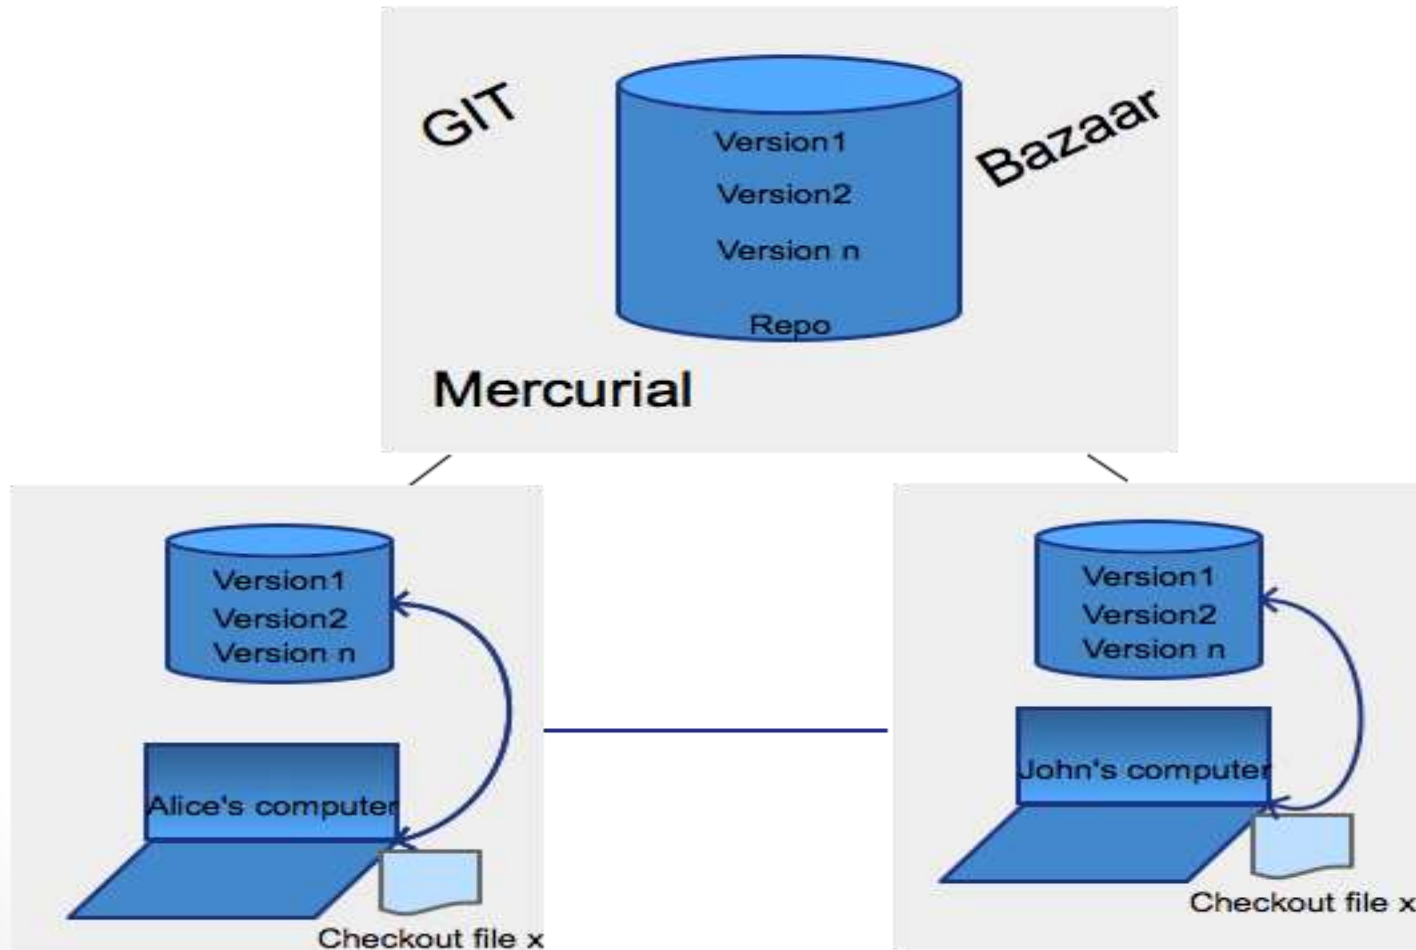 GIT
Bazaar
Version1
Version2
Version n
Repo
Mercurial
Version1
Version2
Version n
Alice's computer
Checkout file x
Version1
Version2
Version n
John's computer
Checkout file x